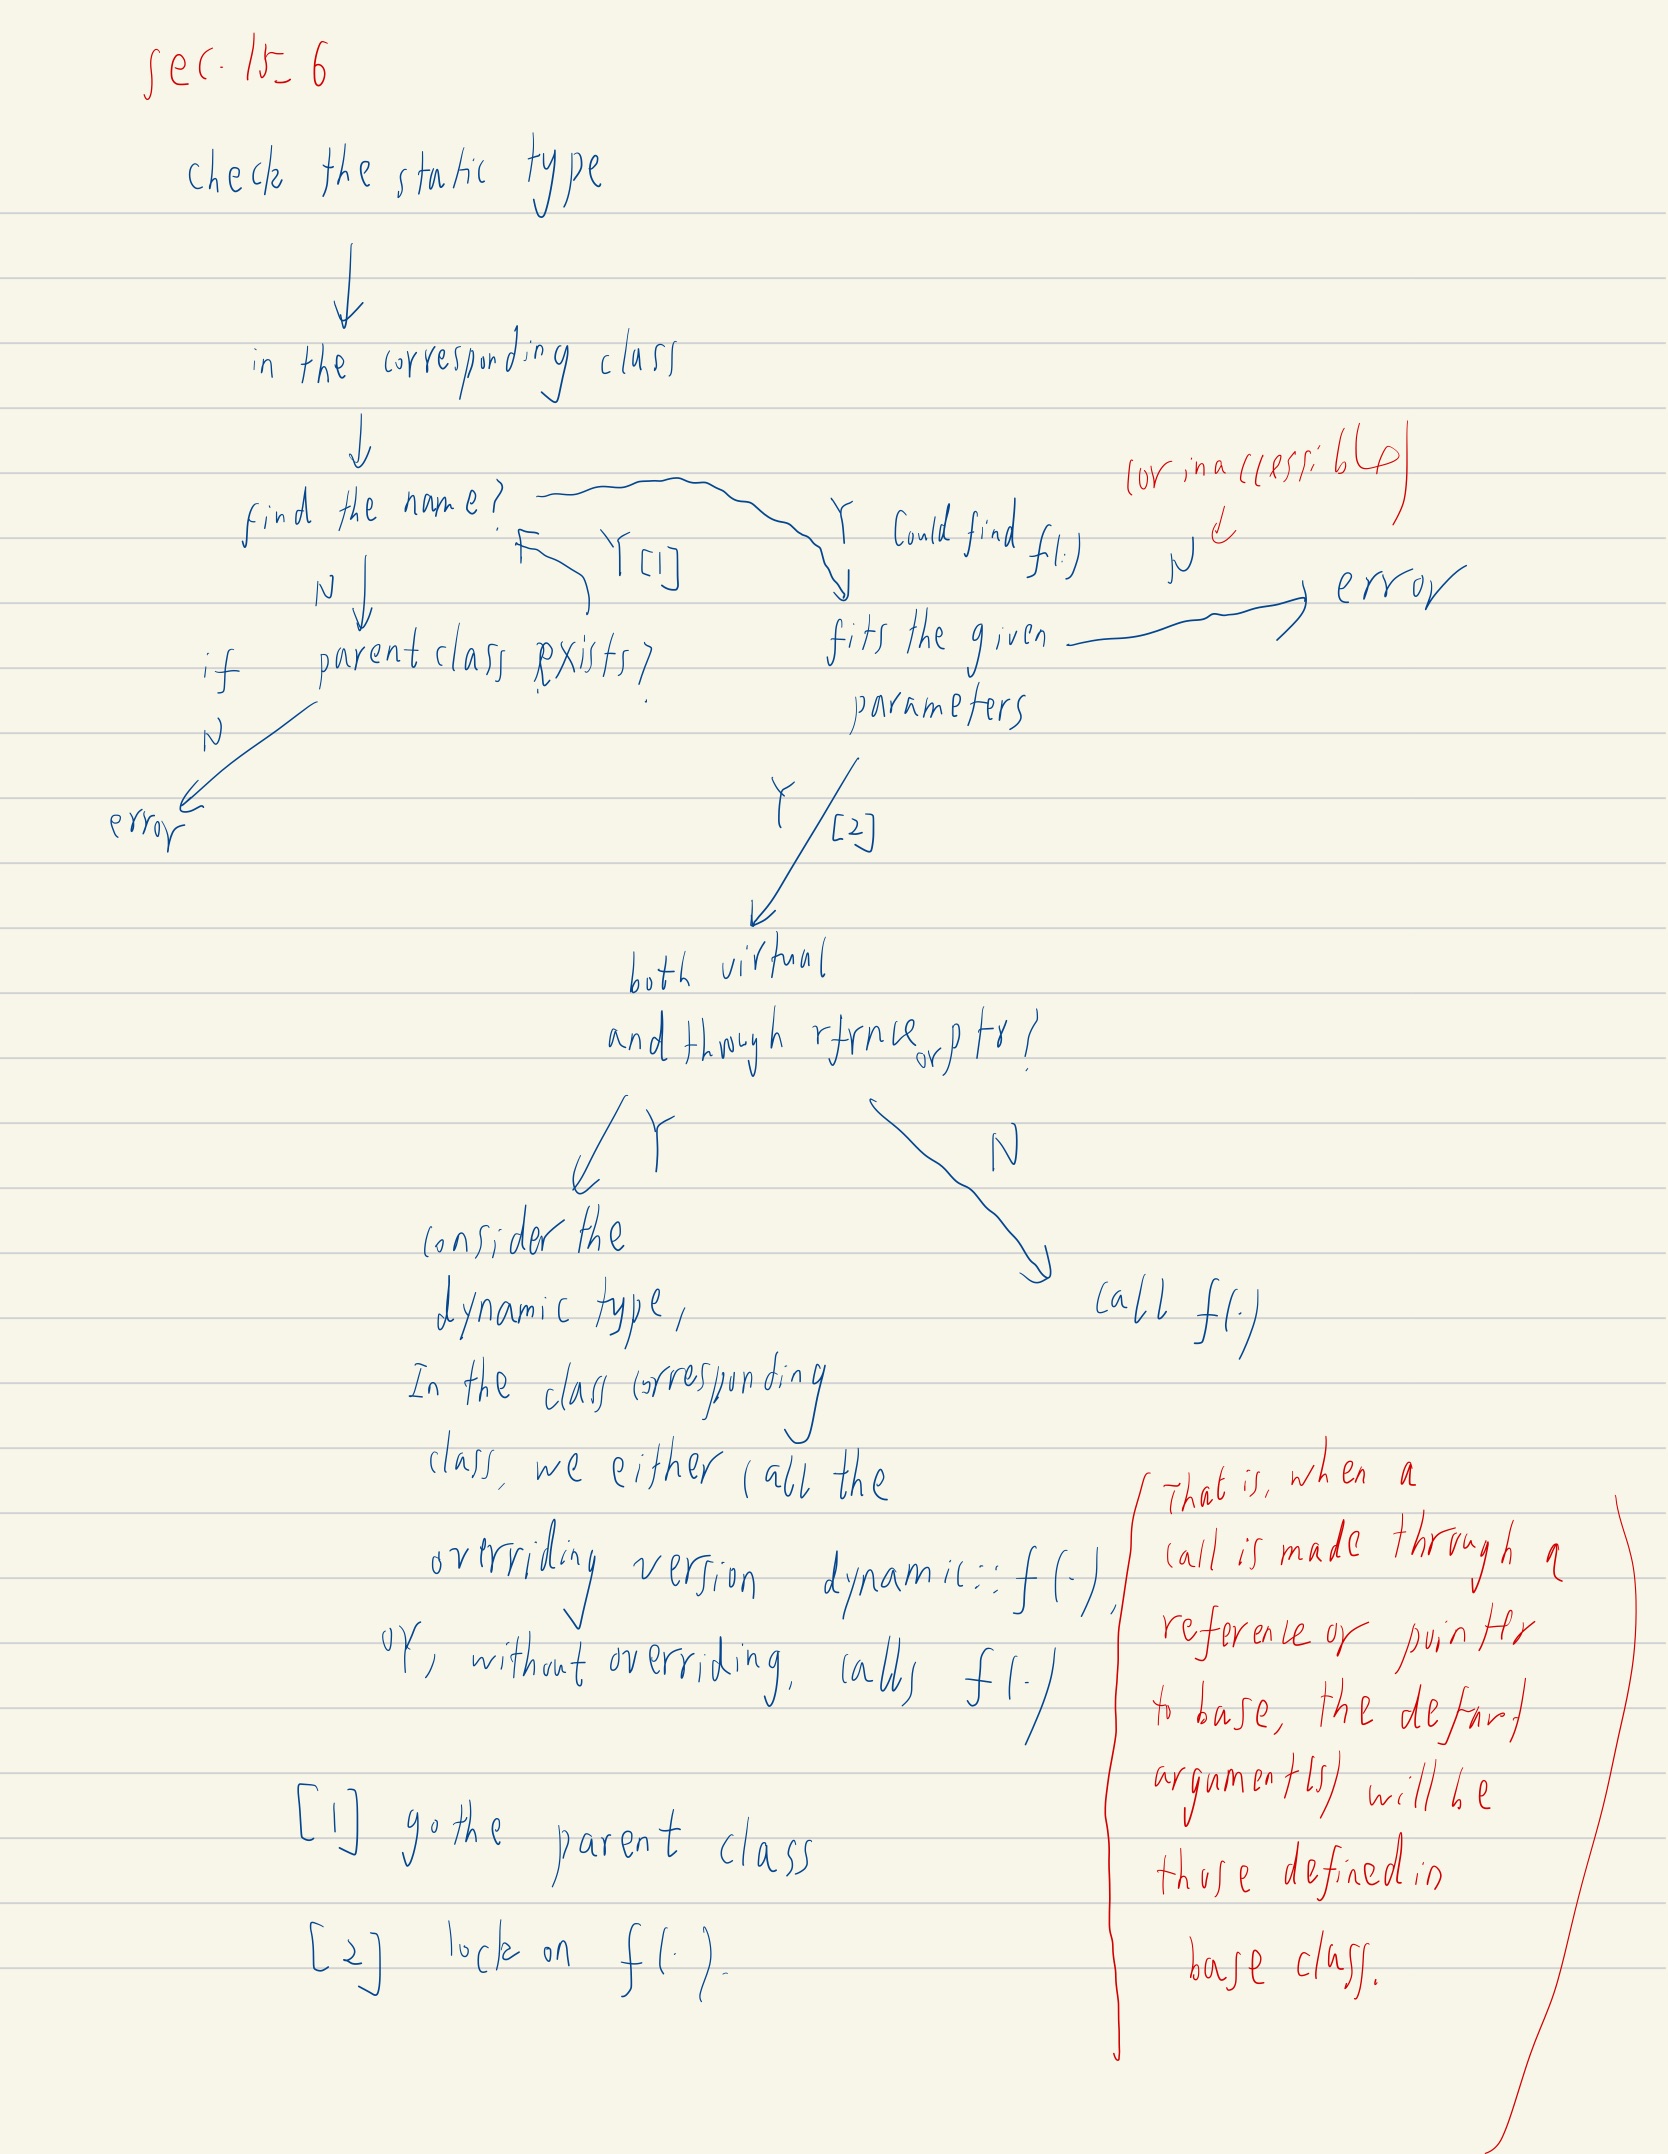 sec. 15_6
check the static type
in the corresponding class
find the name?
(or inaccessible)
Y Could find f(.)
N
Y [1]
N
error
fits the given
parameters
if parent class exists?
N
error
Y [2]
both virtual
and through rfrnce or ptr?
Y
N
consider the
dynamic type,
call f(.)
In the class corresponding
class, we either call the
overriding version dynamic::f(.),
or, without overriding, calls f(.)
(That is, when a
call is made through a
reference or pointer
to base, the
argument(s) will be
those defined in
base class.)
[1] go the parent class
[2] lock on f(.).